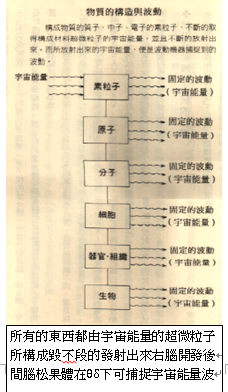 物質的構造與波動
構成物質的質子、中子、電子的素粒子，不斷的取
得構成材料超微粒子的宇宙能量，並且不斷的放射出
來。而所放射出來的宇宙能量，便是波動機器捕捉到的
波動。
宇宙能量
素粒子
固定的波動
(宇宙能量)
原子
固定的波動
(宇宙能量)
分子
固定的波動
(宇宙能量)
細胞
固定的波動
(宇宙能量)
器官·組織
固定的波動
(宇宙能量)
生物
固定的波動
(宇宙能量)
所有的東西都由宇宙能量的超微粒子
所構成毀不段的發射出來右腦開發後
間腦松果體在θδ下可捕捉宇宙能量波